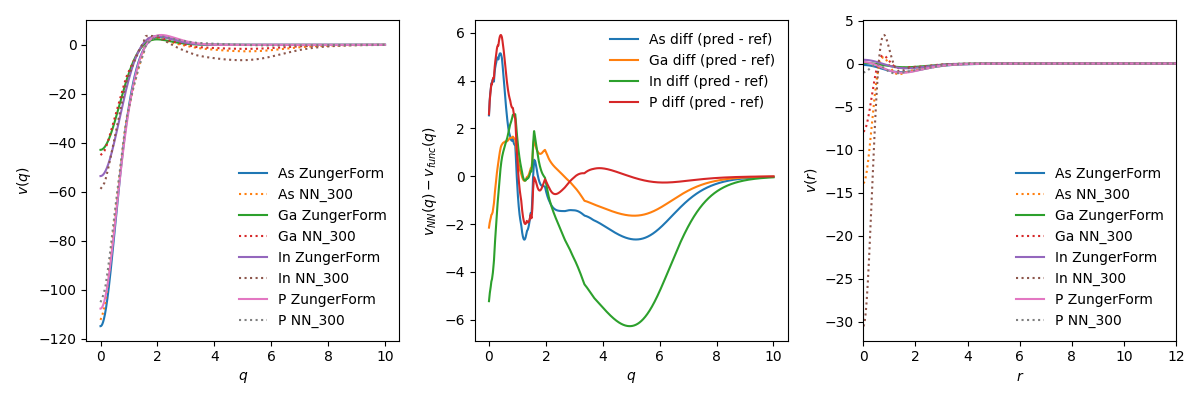 0
−20
−40
−60
−80
−100
−120
v(q)
As ZungerForm
As NN_300
Ga ZungerForm
Ga NN_300
In ZungerForm
In NN_300
P ZungerForm
P NN_300
0 2 4 6 8 10
q
6
4
2
0
−2
−4
−6
v_NN(q) − v_func(q)
As diff (pred - ref)
Ga diff (pred - ref)
In diff (pred - ref)
P diff (pred - ref)
0 2 4 6 8 10
q
5
0
−5
−10
−15
−20
−25
−30
v(r)
As ZungerForm
As NN_300
Ga ZungerForm
Ga NN_300
In ZungerForm
In NN_300
P ZungerForm
P NN_300
0 2 4 6 8 10 12
r